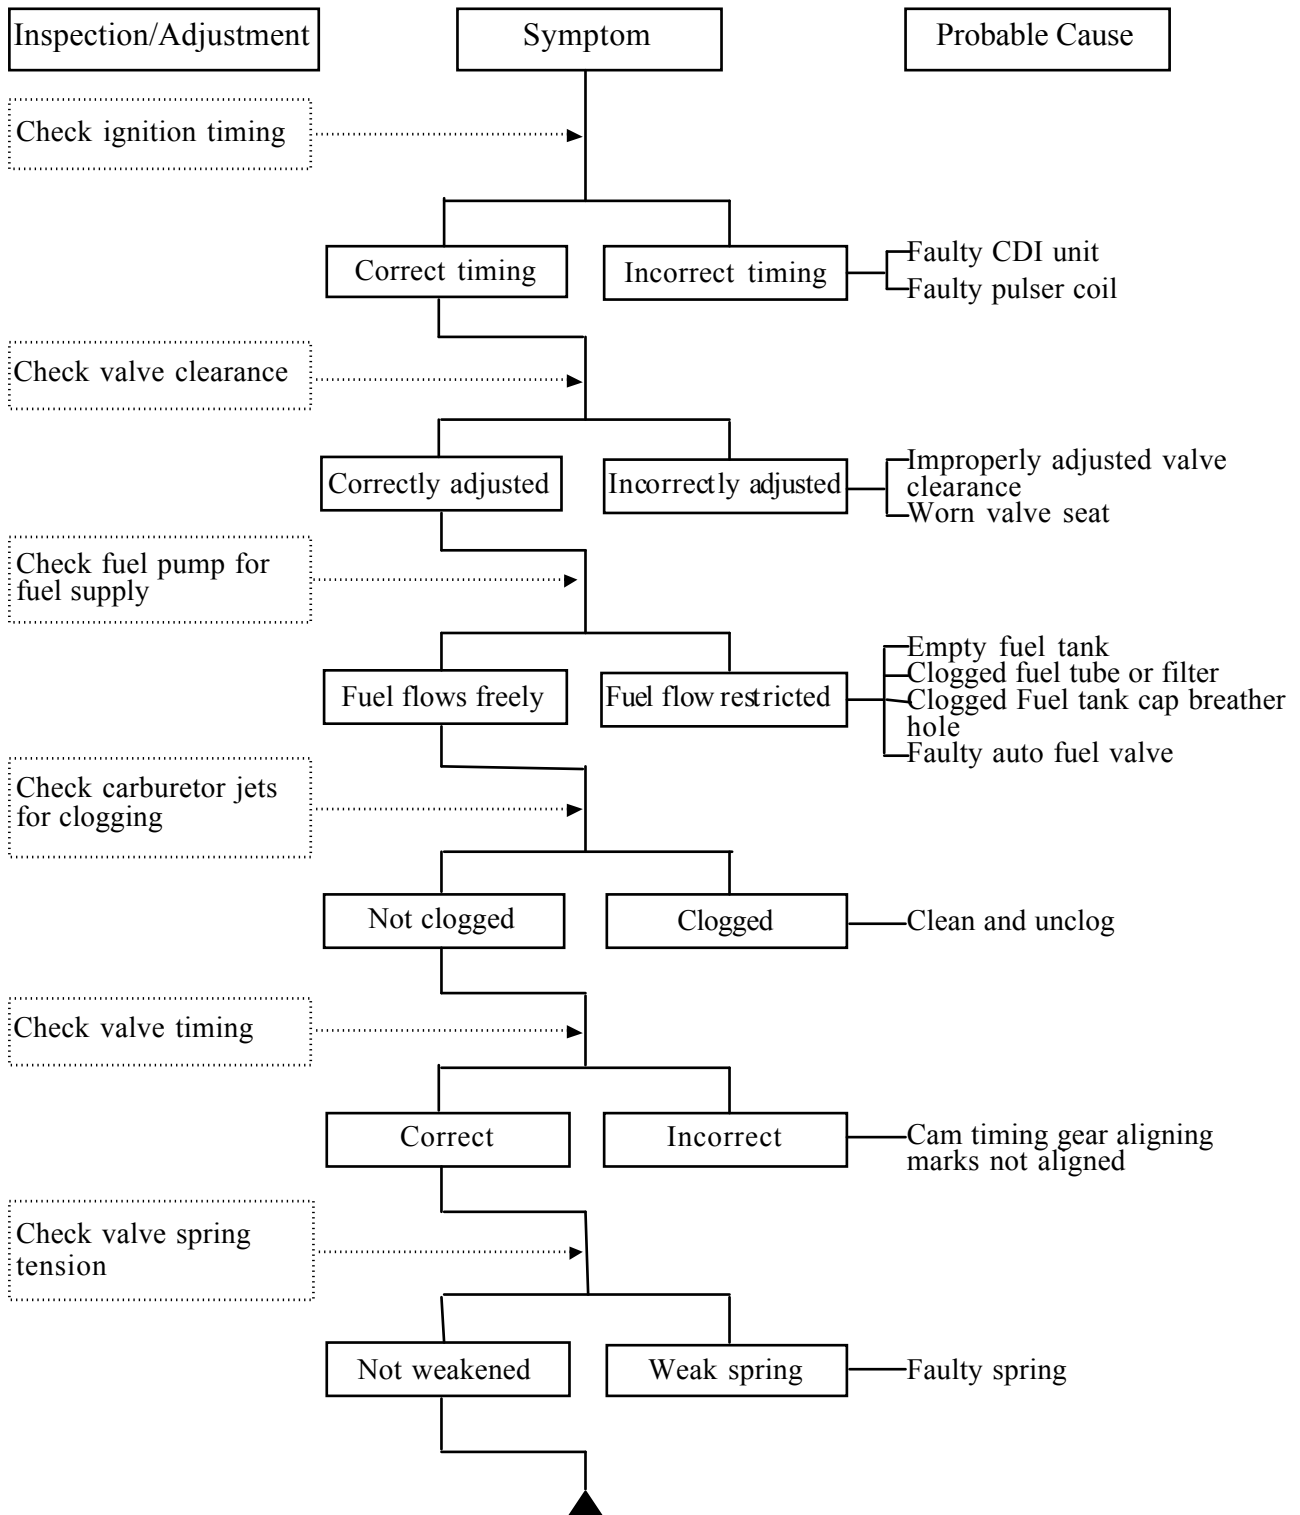 Inspection/Adjustment
Symptom
Probable Cause
Check ignition timing
Correct timing
Incorrect timing
Faulty CDI unit
Faulty pulser coil
Check valve clearance
Correctly adjusted
Incorrectly adjusted
Improperly adjusted valve
clearance
Worn valve seat
Check fuel pump for
fuel supply
Fuel flows freely
Fuel flow restricted
Empty fuel tank
Clogged fuel tube or filter
Clogged Fuel tank cap breather
hole
Faulty auto fuel valve
Check carburetor jets
for clogging
Not clogged
Clogged
Clean and unclog
Check valve timing
Correct
Incorrect
Cam timing gear aligning
marks not aligned
Check valve spring
tension
Not weakened
Weak spring
Faulty spring